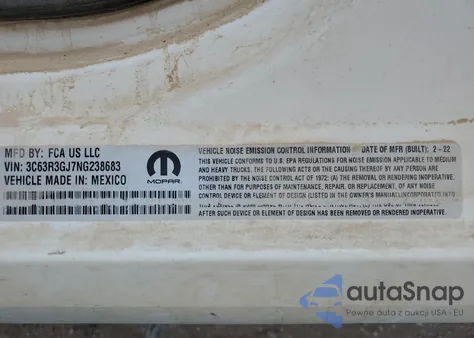 MFD BY: FCA US LLC
VIN: 3C63R3GJ7NG238683
VEHICLE MADE IN: MEXICO
MOPAR
VEHICLE NOISE EMISSION CONTROL INFORMATION DATE OF MFR (BUILT): 2-22
THIS VEHICLE CONFORMS TO U.S. EPA REGULATIONS FOR NOISE EMISSION APPLICABLE TO MEDIUM
AND HEAVY TRUCKS. THE FOLLOWING ACTS OR THE CAUSING THEREOF BY ANY PERSON ARE
PROHIBITED BY THE NOISE CONTROL ACT OF 1972: (A) THE REMOVAL OR RENDERING INOPERATIVE,
OTHER THAN FOR PURPOSES OF MAINTENANCE, REPAIR, OR REPLACEMENT, OF ANY NOISE CONTROL
DEVICE OR ELEMENT OF DESIGN (LISTED IN THE OWNER'S MANUAL)
AFTER SUCH DEVICE OR ELEMENT OF DESIGN HAS BEEN REMOVED OR RENDERED INOPERATIVE.
autoSnap
Pewne auta z aukcji USA i EU